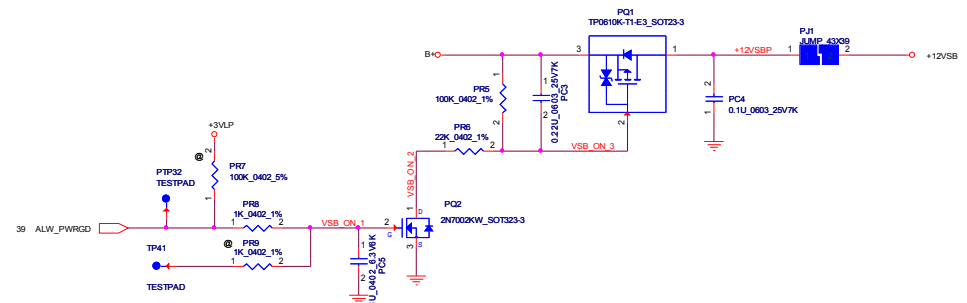 PQ1
TP0610K-T1-E3_SOT23-3
PJ1
JUMP_43X39
B+
3
1
+12VSBP
1
2
+12VSB
1
PR5
100K_0402_1%
2
1
0.22U_0603_25V7K
PC3
2
2
PC4
1
0.1U_0603_25V7K
PR6
22K_0402_1%
1
2
VSB_ON_3
2
VSB_ON_2
+3VLP
@
2
PR7
100K_0402_5%
1
PTP32
TESTPAD
PR8
1K_0402_1%
1
2
VSB_ON_1
39
ALW_PWRGD
2
G
1
D
S
3
PQ2
2N7002KW_SOT323-3
TP41
@
PR9
1K_0402_1%
1
2
TESTPAD
1
2
U_0402_6.3V6K
PC5